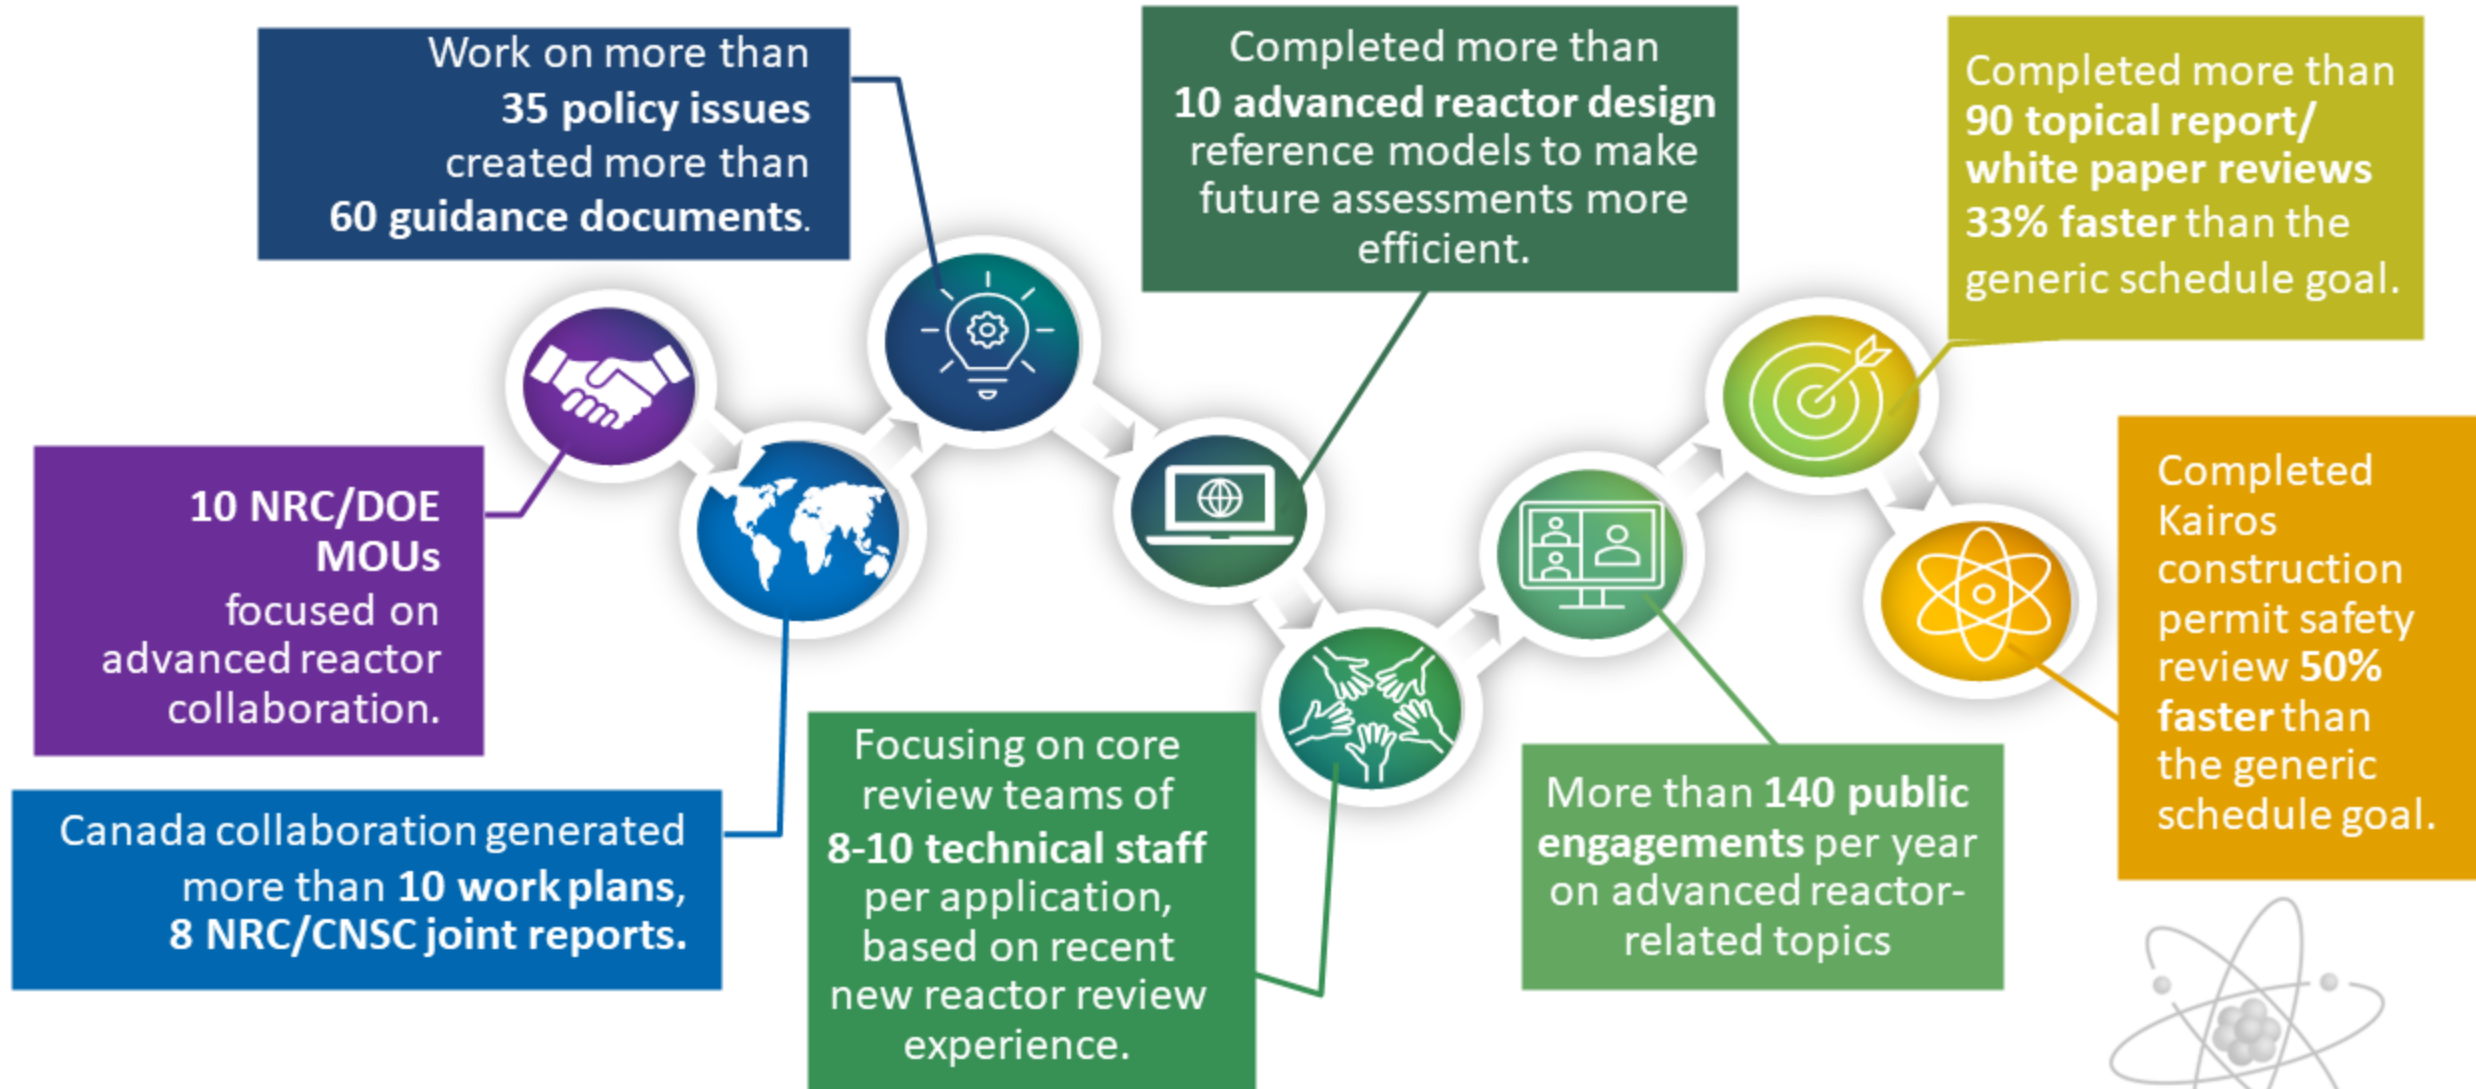 Work on more than
35 policy issues
created more than
60 guidance documents.
Completed more than
10 advanced reactor design
reference models to make
future assessments more
efficient.
Completed more than
90 topical report/
white paper reviews
33% faster than the
generic schedule goal.
10 NRC/DOE
MOUs
focused on
advanced reactor
collaboration.
Completed
Kairos
construction
permit safety
review 50%
faster than
the generic
schedule goal.
Canada collaboration generated
more than 10 work plans,
8 NRC/CNSC joint reports.
Focusing on core
review teams of
8-10 technical staff
per application,
based on recent
new reactor review
experience.
More than 140 public
engagements per year
on advanced reactor-
related topics